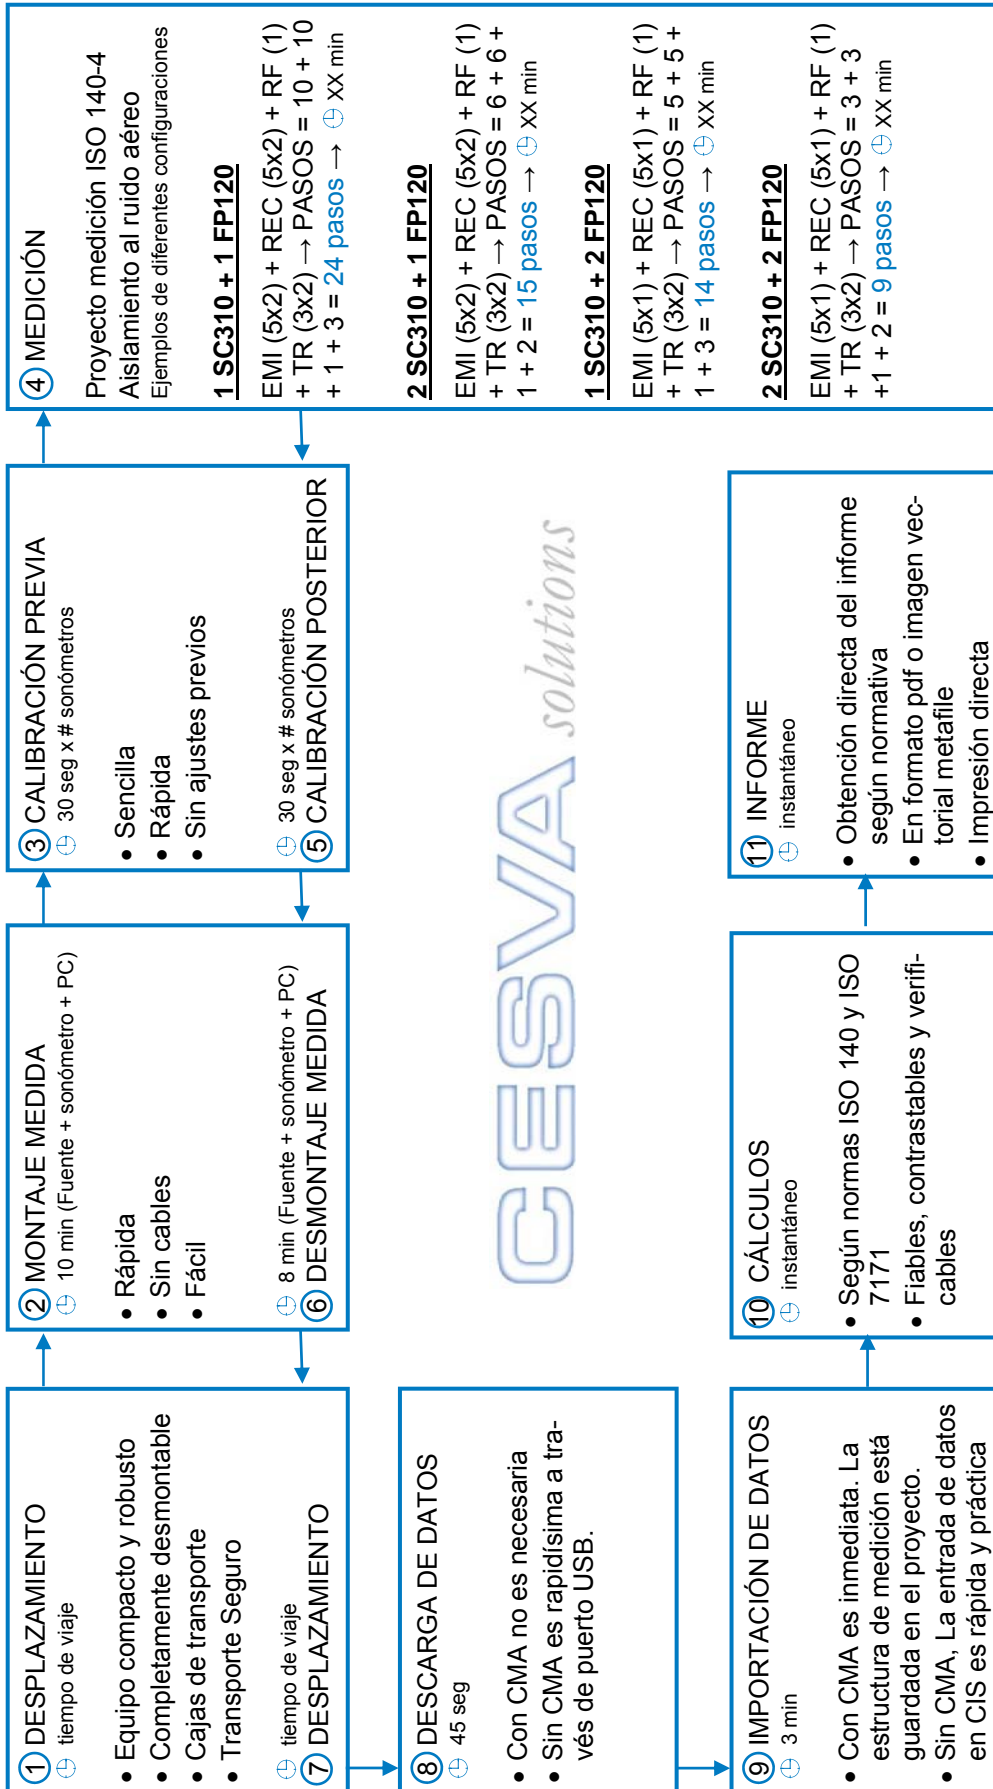 ① DESPLAZAMIENTO
tiempo de viaje
• Equipo compacto y robusto
• Completamente desmontable
• Cajas de transporte
• Transporte Seguro
tiempo de viaje
⑦ DESPLAZAMIENTO
② MONTAJE MEDIDA
10 min (Fuente + sonómetro + PC)
• Rápida
• Sin cables
• Fácil
8 min (Fuente + sonómetro + PC)
⑥ DESMONTAJE MEDIDA
③ CALIBRACIÓN PREVIA
30 seg x # sonómetros
• Sencilla
• Rápida
• Sin ajustes previos
30 seg x # sonómetros
⑤ CALIBRACIÓN POSTERIOR
④ MEDICIÓN
Proyecto medición ISO 140-4
Aislamiento al ruido aéreo
Ejemplos de diferentes configuraciones
1 SC310 + 1 FP120
EMI (5x2) + REC (5x2) + RF (1)
+ TR (3x2) → PASOS = 10 + 10
+ 1 + 3 = 24 pasos → XX min
2 SC310 + 1 FP120
EMI (5x2) + REC (5x2) + RF (1)
+ TR (3x2) → PASOS = 6 + 6 +
1 + 2 = 15 pasos → XX min
1 SC310 + 2 FP120
EMI (5x1) + REC (5x1) + RF (1)
+ TR (3x2) → PASOS = 5 + 5 +
1 + 3 = 14 pasos → XX min
2 SC310 + 2 FP120
EMI (5x1) + REC (5x1) + RF (1)
+ TR (3x2) → PASOS = 3 + 3
+1 + 2 = 9 pasos → XX min
⑧ DESCARGA DE DATOS
45 seg
• Con CMA no es necesaria
• Sin CMA es rapidísima a tra-
vés de puerto USB.
CESVA solutions
⑨ IMPORTACIÓN DE DATOS
3 min
• Con CMA es inmediata. La
estructura de medición está
guardada en el proyecto.
• Sin CMA, La entrada de datos
en CIS es rápida y práctica
⑩ CÁLCULOS
instantáneo
• Según normas ISO 140 y ISO
7171
• Fiables, contrastables y verifi-
cables
⑪ INFORME
instantáneo
• Obtención directa del informe
según normativa
• En formato pdf o imagen vec-
torial metafile
• Impresión directa